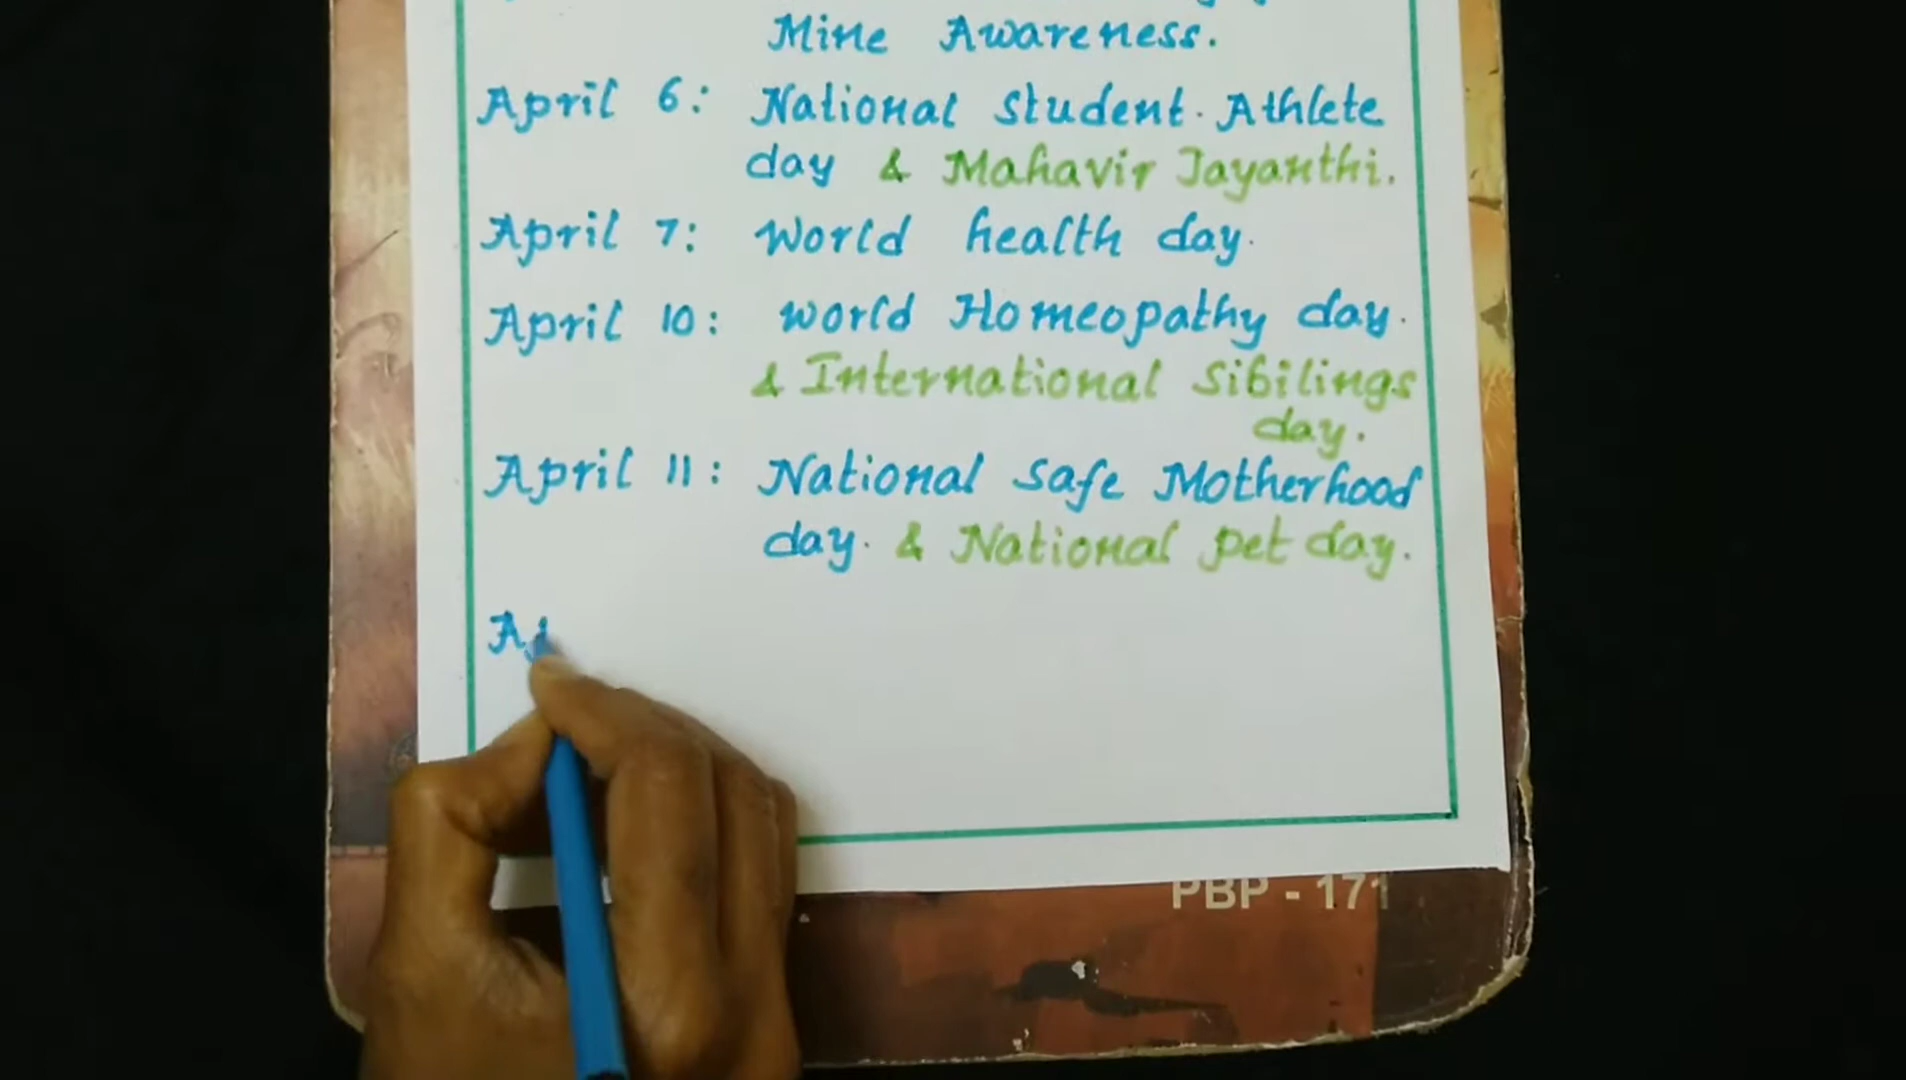 Mine Awareness.
April 6: National Student. Athlete
day & Mahavir Jayanthi.
April 7: World health day.
April 10: world Homeopathy day.
& International Sibilings
day.
April 11: National Safe Motherhood
day. & National pet day.
Ap
PBP - 171